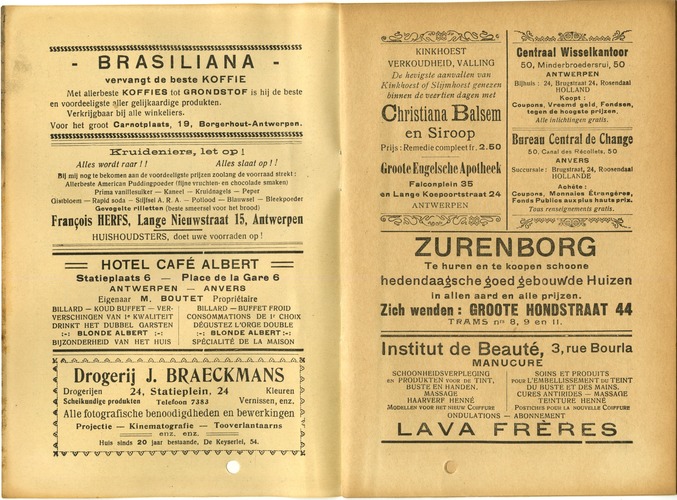 - BRASILIANA -
vervangt de beste KOFFIE
Met allerbeste KOFFIES tot GRONDSTOF is hij de beste
en voordeeligste aller gelijkaardige produkten.
Verkrijgbaar bij alle winkeliers.
Voor het groot Carnotplaats, 19, Borgerhout-Antwerpen.
Kruideniers, let op !
Alles wordt raar !! Alles slaat op !!
Bij mij nog te bekomen aan de voordeeligste prijzen zoolang de voorraad strekt :
Allerbeste American Puddingpoeder (fijne vruchten- en chocolade smaken)
Prima vanillesuiker — Kaneel — Kruidnagels — Peper
Gistbloem — Rapid soda — Stijfsel A. R. A. — Potlood — Blauwsel — Bleekpoeder
Gevogelte rilletten (beste smeersel voor het brood)
François HERFS, Lange Nieuwstraat 15, Antwerpen
HUISHOUDSTERS, doet uwe voorraden op !
HOTEL CAFÉ ALBERT
Statieplaats 6 — Place de la Gare 6
ANTWERPEN — ANVERS
Eigenaar M. BOUTET Propriétaire
BILLARD — KOUD BUFFET — VER-
VERSCHINGEN VAN 1e KWALITEIT
DRINKT HET DUBBEL GARSTEN
:-: BLONDE ALBERT :-:
BIJZONDERHEID VAN HET HUIS
BILLARD — BUFFET FROID
CONSOMMATIONS DE 1r CHOIX
DÉGUSTEZ L'ORGE DOUBLE
:-: BLONDE ALBERT :-:
SPÉCIALITÉ DE LA MAISON
Drogerij J. BRAECKMANS
Drogerijen 24, Statieplein, 24 Kleuren
Scheikundige produkten Telefoon 7383 Vernissen, enz.
Alle fotografische benoodigdheden en bewerkingen
Projectie — Kinematografie — Tooverlantaarns
enz. enz.
Huis sinds 20 jaar bestaande, De Keyserlei, 54.
KINKHOEST
VERKOUDHEID, VALLING
De hevigste aanvallen van
Kinkhoest of Slijmhoest genezen
binnen de veertien dagen met
Christiana Balsem
en Siroop
Prijs : Remedie compleet fr. 2.50
Groote Engelsche Apotheek
Falconplein 35
en Lange Koepoortstraat 24
ANTWERPEN
Centraal Wisselkantoor
50, Minderbroedersrui, 50
ANTWERPEN
Bijhuis : 24, Brugstraat 24, Rosendaal
HOLLAND
Koopt :
Coupons, Vreemd geld, Fondsen,
tegen de hoogste prijzen.
Alle inlichtingen gratis.
Bureau Central de Change
50, Canal des Récollets, 50
ANVERS
Succursale : Brugstraat, 24, Roosendaal
HOLLANDE
Achète :
Coupons, Monnaies Étrangères,
Fonds Publics aux plus hauts prix.
Tous renseignements gratis.
ZURENBORG
Te huren en te koopen schoone
hedendaagsche goed gebouwde Huizen
in allen aard en alle prijzen.
Zich wenden : GROOTE HONDSTRAAT 44
TRAMS nrs 8, 9 en 11.
Institut de Beauté, 3, rue Bourla
MANUCURE
SCHOONHEIDSVERPLEGING
EN PRODUKTEN VOOR DE TINT,
BUSTE EN HANDEN.
MASSAGE
HAARVERF HENNÉ
MODELLEN VOOR HET NIEUW COIFFURE
SOINS ET PRODUITS
POUR L'EMBELLISSEMENT DU TEINT
DU BUSTE ET DES MAINS.
CURES ANTIRIDES — MASSAGE
TEINTURE HENNÉ
POSTICHES POUR LA NOUVELLE COIFFURE
ONDULATIONS — ABONNEMENT
LAVA FRÈRES